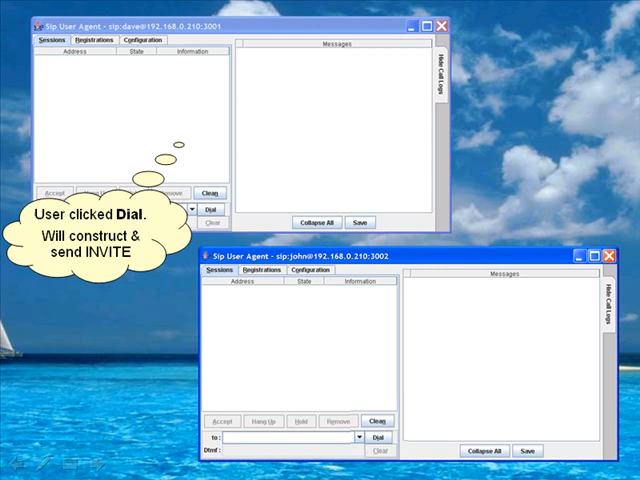 Sip User Agent - sip:dave@192.168.0.210:3001
Sessions Registrations Configuration
Address State Information
Messages
Hide Call Logs
Accept Hang Up Remove Clean
Dial
Clear
Collapse All Save
User clicked Dial.
Will construct &
send INVITE
Sip User Agent - sip:john@192.168.0.210:3002
Sessions Registrations Configuration
Address State Information
Messages
Hide Call Logs
Accept Hang Up Hold Remove Clean
to : Dial
Dtmf : Clear
Collapse All Save